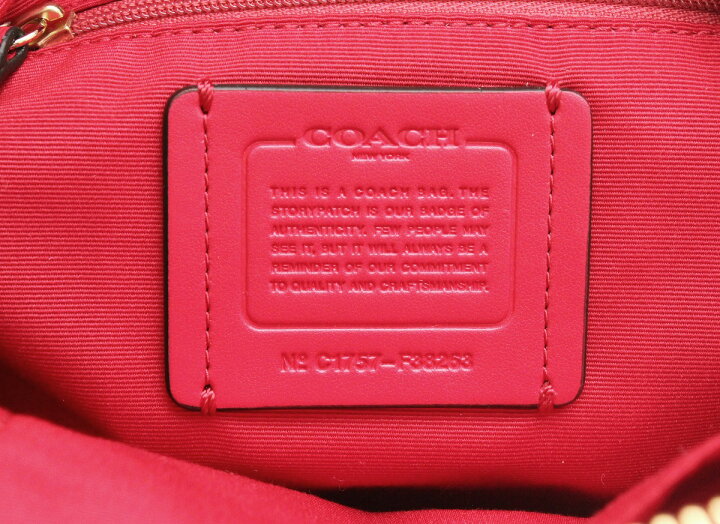 COACH
NEW YORK
THIS IS A COACH BAG. THE
STORYPATCH IS OUR BADGE OF
AUTHENTICITY. FEW PEOPLE MAY
SEE IT, BUT IT WILL ALWAYS BE A
REMINDER OF OUR COMMITMENT
TO QUALITY AND CRAFTSMANSHIP.
Nº C1757-F38263